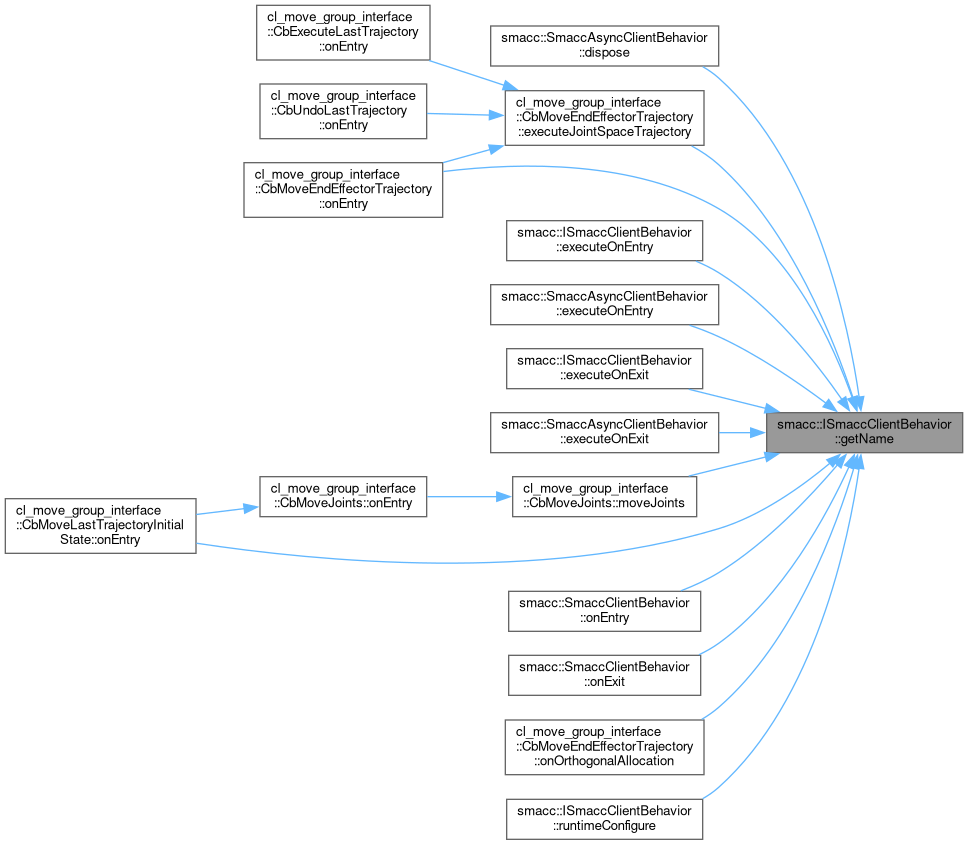 cl_move_group_interface
::CbExecuteLastTrajectory
::onEntry
smacc::SmaccAsyncClientBehavior
::dispose
cl_move_group_interface
::CbUndoLastTrajectory
::onEntry
cl_move_group_interface
::CbMoveEndEffectorTrajectory
::executeJointSpaceTrajectory
cl_move_group_interface
::CbMoveEndEffectorTrajectory
::onEntry
smacc::ISmaccClientBehavior
::executeOnEntry
smacc::SmaccAsyncClientBehavior
::executeOnEntry
smacc::ISmaccClientBehavior
::executeOnExit
smacc::SmaccAsyncClientBehavior
::executeOnExit
smacc::ISmaccClientBehavior
::getName
cl_move_group_interface
::CbMoveLastTrajectoryInitial
State::onEntry
cl_move_group_interface
::CbMoveJoints::onEntry
cl_move_group_interface
::CbMoveJoints::moveJoints
smacc::SmaccClientBehavior
::onEntry
smacc::SmaccClientBehavior
::onExit
cl_move_group_interface
::CbMoveEndEffectorTrajectory
::onOrthogonalAllocation
smacc::ISmaccClientBehavior
::runtimeConfigure